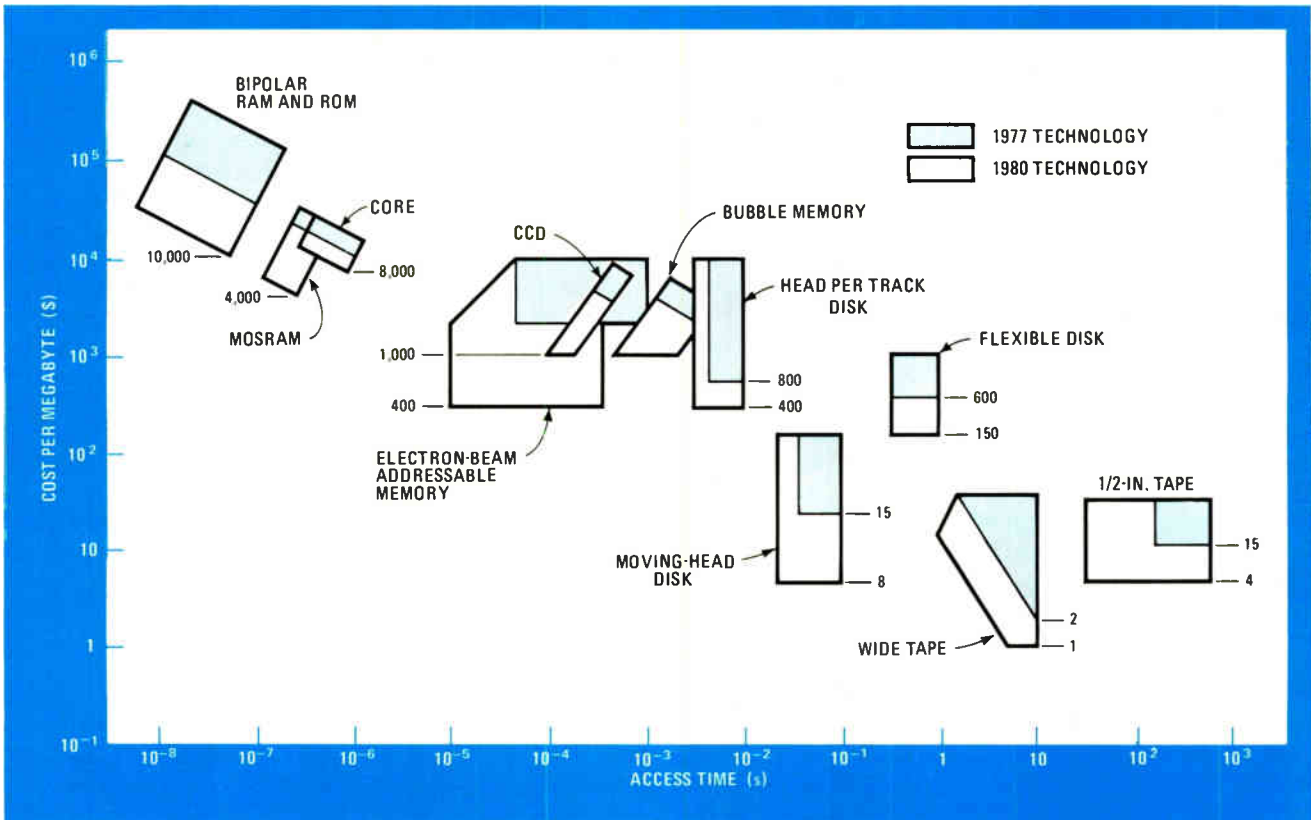 10⁶
10⁵
10⁴
10³
10²
10
1
10⁻¹
COST PER MEGABYTE ($)
BIPOLAR
RAM AND ROM
10,000
CORE
8,000
4,000
MOSRAM
1977 TECHNOLOGY
1980 TECHNOLOGY
CCD
BUBBLE MEMORY
HEAD PER TRACK
DISK
1,000
400
800
400
ELECTRON-BEAM
ADDRESSABLE
MEMORY
FLEXIBLE DISK
600
150
MOVING-HEAD
DISK
15
8
WIDE TAPE
2
1
1/2-IN. TAPE
15
4
10⁻⁸
10⁻⁷
10⁻⁶
10⁻⁵
10⁻⁴
10⁻³
10⁻²
10⁻¹
1
10
10²
10³
ACCESS TIME (s)